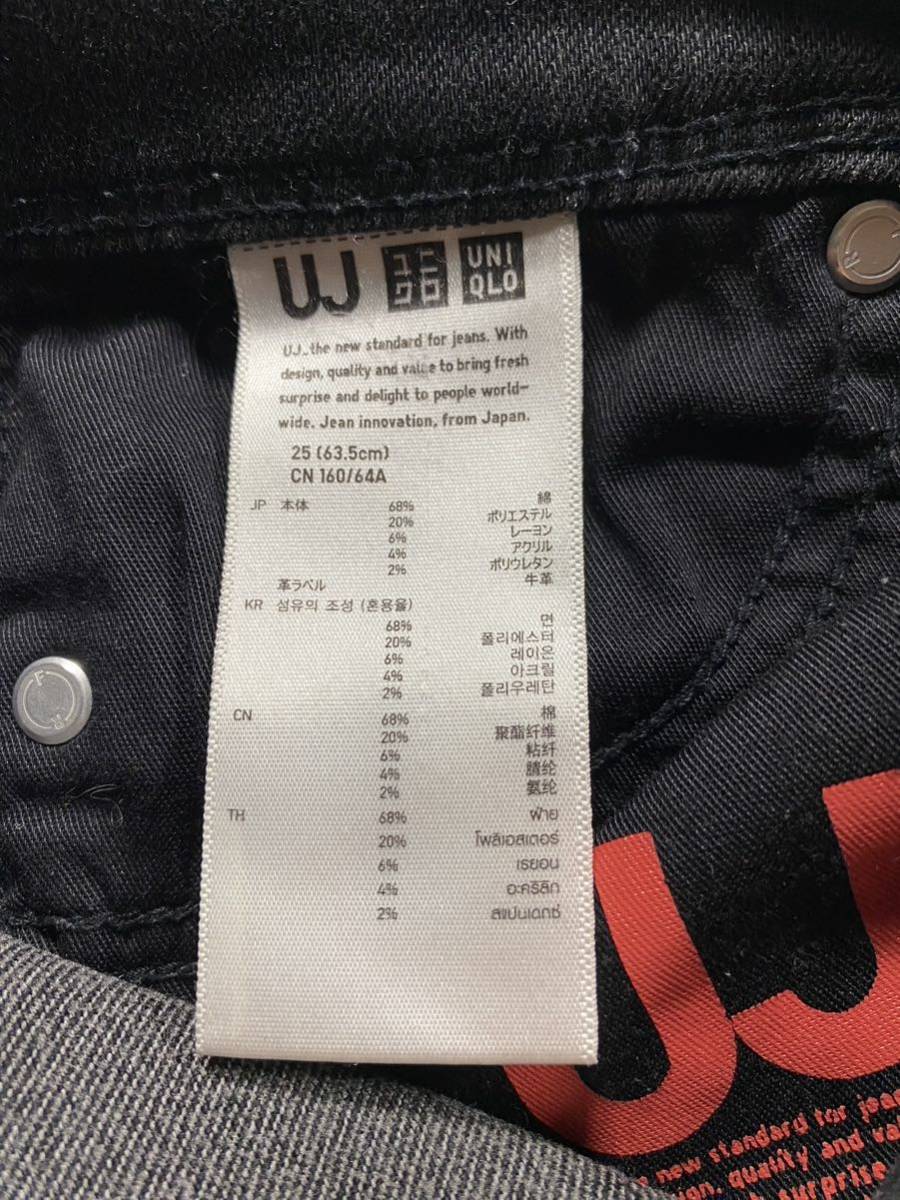 UJ ユニクロ UNIQLO
UJ...the new standard for jeans. With
design, quality and value to bring fresh
surprise and delight to people world-
wide. Jean innovation, from Japan.
25 (63.5cm)
CN 160/64A
JP 本体 68% 綿
20% ポリエステル
6% レーヨン
4% アクリル
2% ポリウレタン
革ラベル 牛革
KR 섬유의 조성 (혼용율)
68% 면
20% 폴리에스터
6% 레이온
4% 아크릴
2% 폴리우레탄
CN 68% 棉
20% 聚酯纤维
6% 粘纤
4% 腈纶
2% 氨纶
TH 68% ฝ้าย
20% โพลิเอสเตอร์
6% เรยอน
4% อะคริลิก
2% สแปนเดกซ์
UJ
new standard for jeans
quality and
surprise